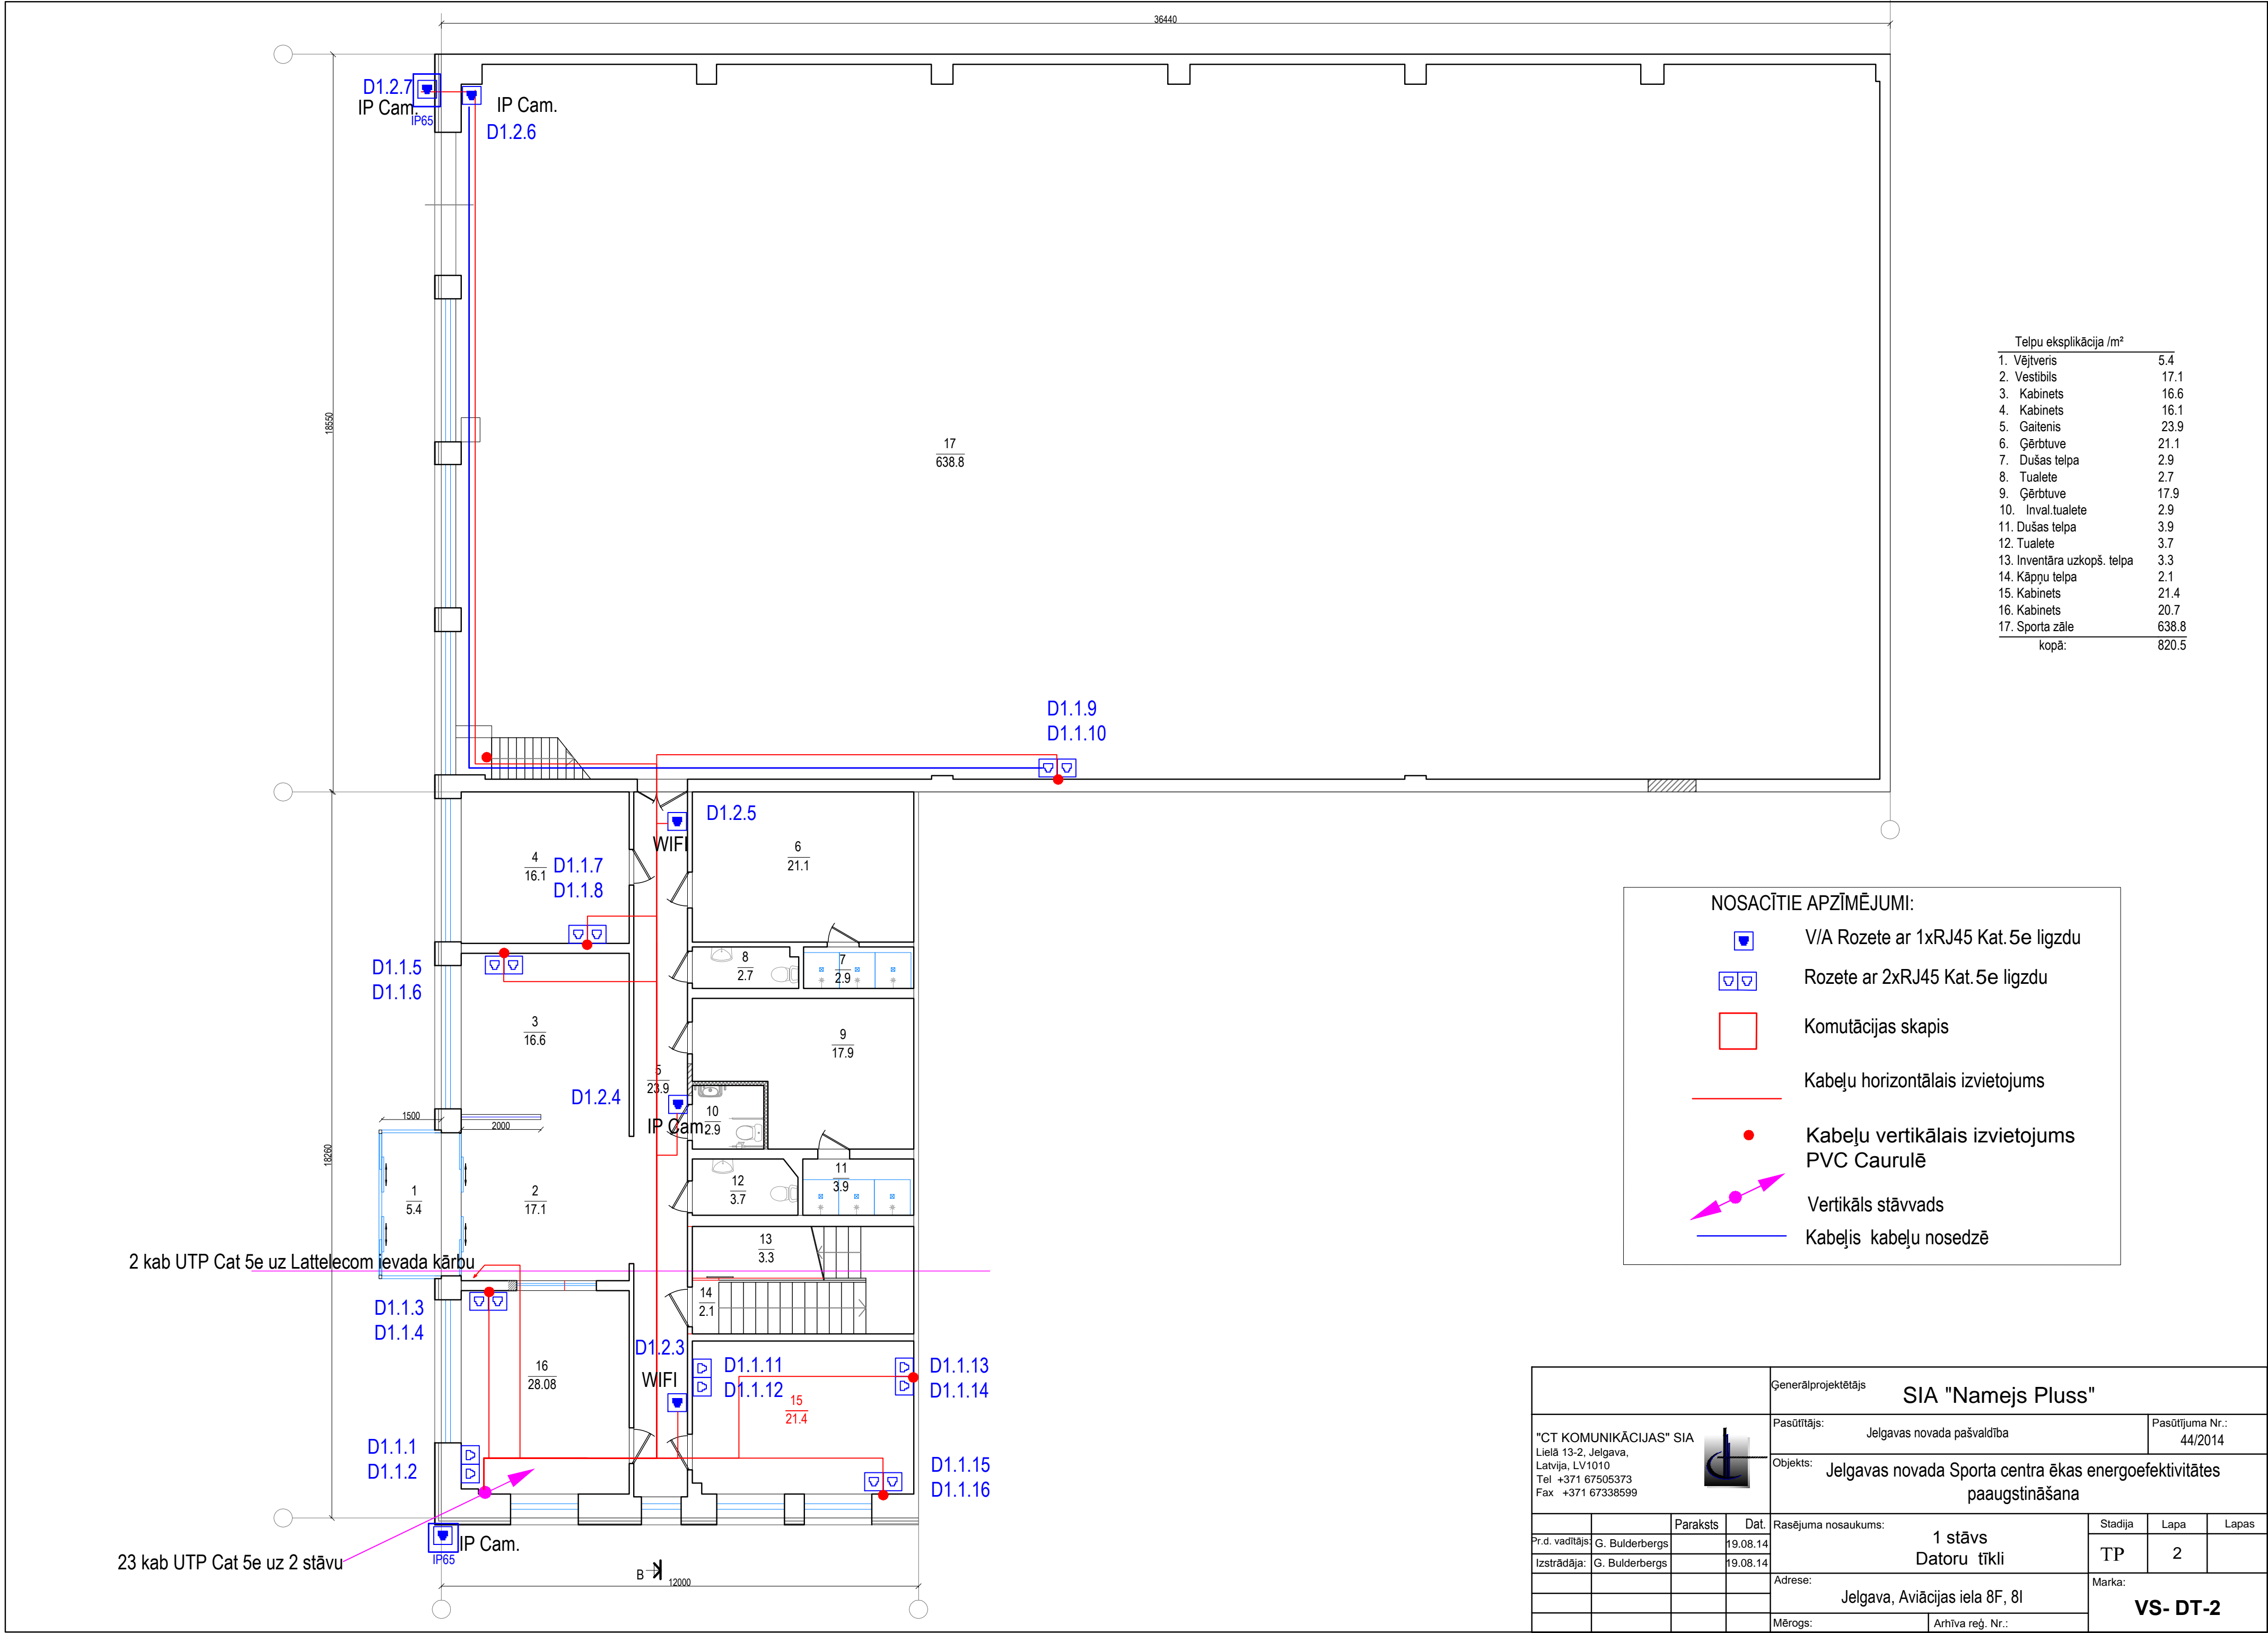 36440
D1.2.7
IP Cam.
IP65
IP Cam.
D1.2.6
18550
17
638.8
Telpu eksplikācija /m²
1. Vējtveris 5.4
2. Vestibils 17.1
3. Kabinets 16.6
4. Kabinets 16.1
5. Gaitenis 23.9
6. Ģērbtuve 21.1
7. Dušas telpa 2.9
8. Tualete 2.7
9. Ģērbtuve 17.9
10. Inval.tualete 2.9
11. Dušas telpa 3.9
12. Tualete 3.7
13. Inventāra uzkopš. telpa 3.3
14. Kāpņu telpa 2.1
15. Kabinets 21.4
16. Kabinets 20.7
17. Sporta zāle 638.8
kopā: 820.5
D1.1.9
D1.1.10
D1.2.5
WIFI
4
16.1
D1.1.7
D1.1.8
6
21.1
D1.1.5
D1.1.6
8
2.7
7
2.9
3
16.6
9
17.9
5
23.9
D1.2.4
IP Cam.
10
2.9
1500
2000
18260
1
5.4
2
17.1
12
3.7
11
3.9
13
3.3
2 kab UTP Cat 5e uz Lattelecom ievada kārbu
14
2.1
D1.1.3
D1.1.4
D1.2.3
WIFI
16
28.08
D1.1.11
D1.1.12
15
21.4
D1.1.13
D1.1.14
D1.1.1
D1.1.2
D1.1.15
D1.1.16
IP Cam.
IP65
23 kab UTP Cat 5e uz 2 stāvu
B
12000
NOSACĪTIE APZĪMĒJUMI:
V/A Rozete ar 1xRJ45 Kat.5e ligzdu
Rozete ar 2xRJ45 Kat.5e ligzdu
Komutācijas skapis
Kabeļu horizontālais izvietojums
Kabeļu vertikālais izvietojums
PVC Caurulē
Vertikāls stāvvads
Kabeļis kabeļu nosedzē
Ģenerālprojektētājs SIA "Namejs Pluss"
"CT KOMUNIKĀCIJAS" SIA
Lielā 13-2, Jelgava,
Latvija, LV1010
Tel +371 67505373
Fax +371 67338599
Pasūtītājs: Jelgavas novada pašvaldība
Pasūtījuma Nr.:
44/2014
Objekts: Jelgavas novada Sporta centra ēkas energoefektivitātes
paaugstināšana
Paraksts Dat.
Pr.d. vadītājs: G. Bulderbergs 19.08.14
Izstrādāja: G. Bulderbergs 19.08.14
Rasējuma nosaukums:
1 stāvs
Datoru tīkli
Stadija Lapa Lapas
TP 2
Adrese:
Jelgava, Aviācijas iela 8F, 8I
Marka:
VS- DT-2
Mērogs: Arhīva reģ. Nr.: